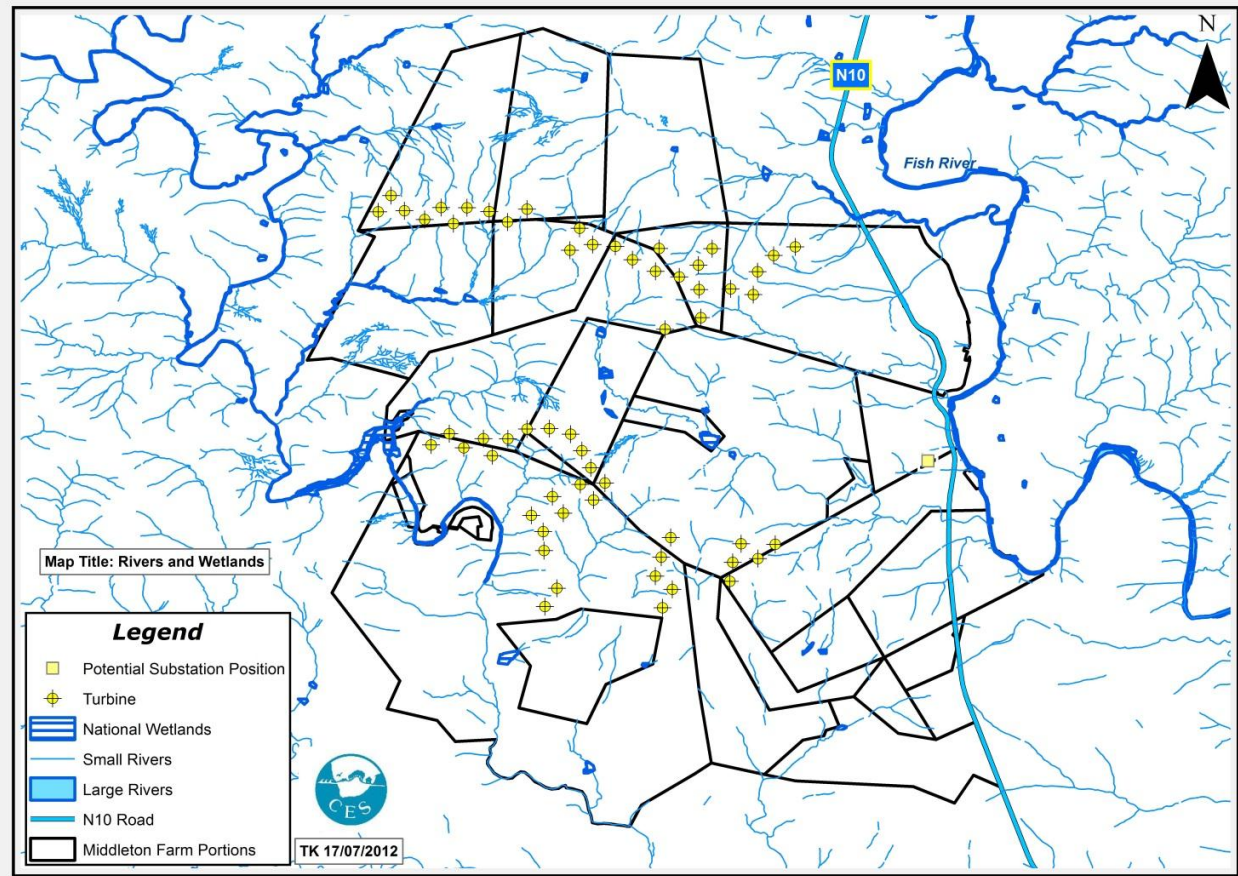 N
N10
Fish River
Map Title: Rivers and Wetlands
Legend
Potential Substation Position
Turbine
National Wetlands
Small Rivers
Large Rivers
N10 Road
Middleton Farm Portions
CES
TK 17/07/2012